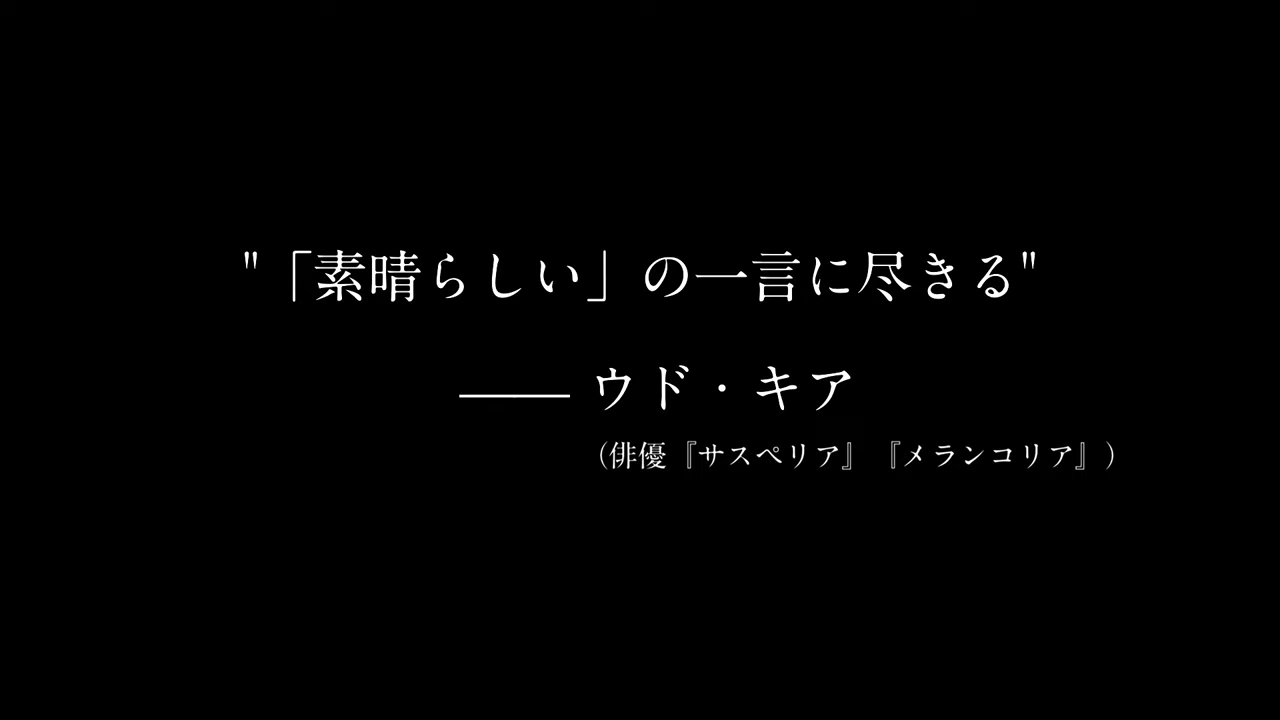 "「素晴らしい」の一言に尽きる"
—— ウド・キア
(俳優『サスペリア』『メランコリア』)